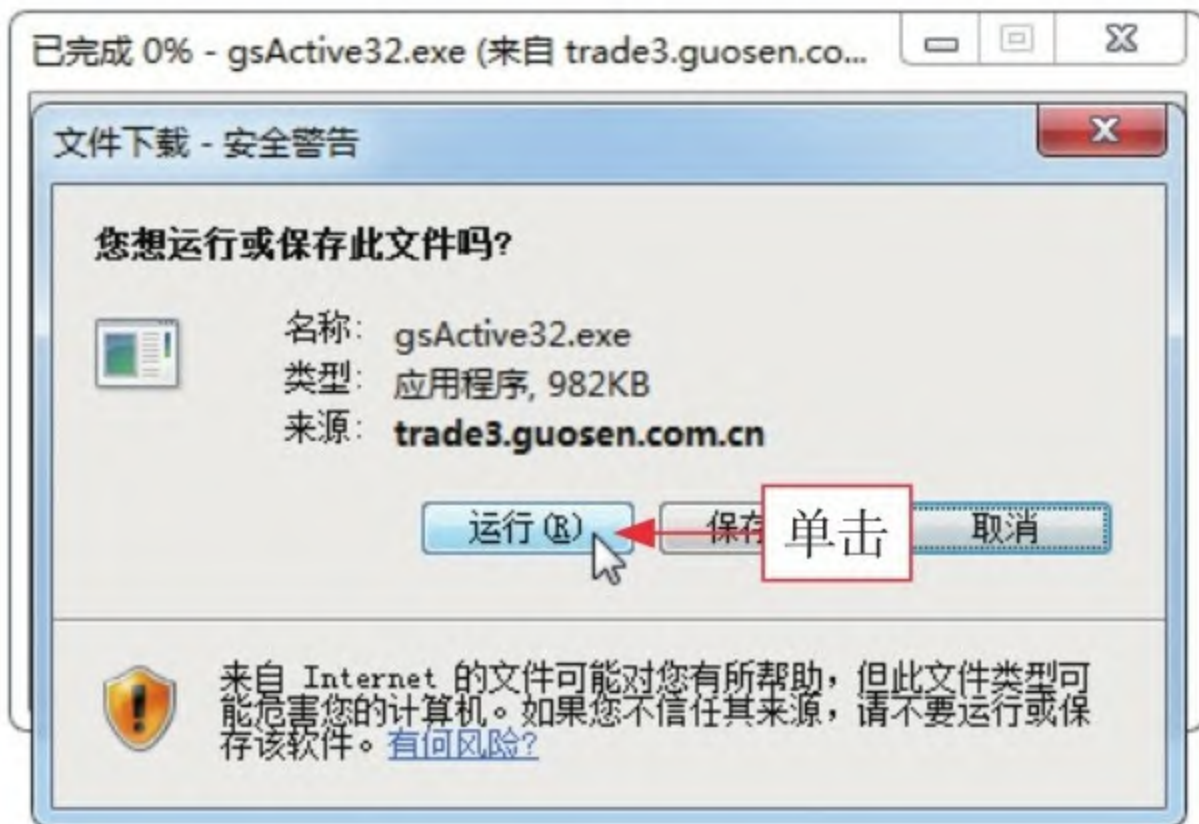 已完成 0% - gsActive32.exe (来自 trade3.guosen.co...
文件下载 - 安全警告
您想运行或保存此文件吗?
名称: gsActive32.exe
类型: 应用程序, 982KB
来源: trade3.guosen.com.cn
运行(R) 保存 单击 取消
来自 Internet 的文件可能对您有所帮助，但此文件类型可
能危害您的计算机。如果您不信任其来源，请不要运行或保
存该软件。有何风险?